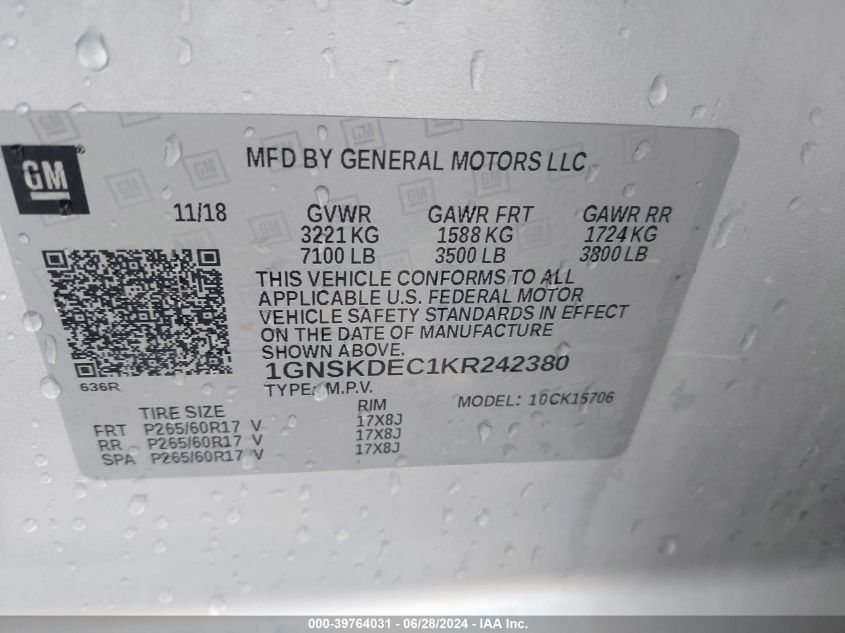 GM
MFD BY GENERAL MOTORS LLC
11/18 GVWR GAWR FRT GAWR RR
3221 KG 1588 KG 1724 KG
7100 LB 3500 LB 3800 LB
THIS VEHICLE CONFORMS TO ALL
APPLICABLE U.S. FEDERAL MOTOR
VEHICLE SAFETY STANDARDS IN EFFECT
ON THE DATE OF MANUFACTURE
SHOWN ABOVE.
1GNSKDEC1KR242380
636R
TYPE: M.P.V. MODEL: 10CK15706
TIRE SIZE RIM
FRT P265/60R17 V 17X8J
RR P265/60R17 V 17X8J
SPA P265/60R17 V 17X8J
000-39764031 - 06/28/2024 - IAA Inc.